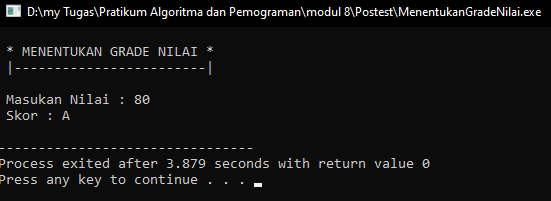 D:\my Tugas\Pratikum Algoritma dan Pemograman\modul 8\Postest\MenentukanGradeNilai.exe
* MENENTUKAN GRADE NILAI *
|------------------------|
Masukan Nilai : 80
Skor : A
--------------------------------
Process exited after 3.879 seconds with return value 0
Press any key to continue . . .